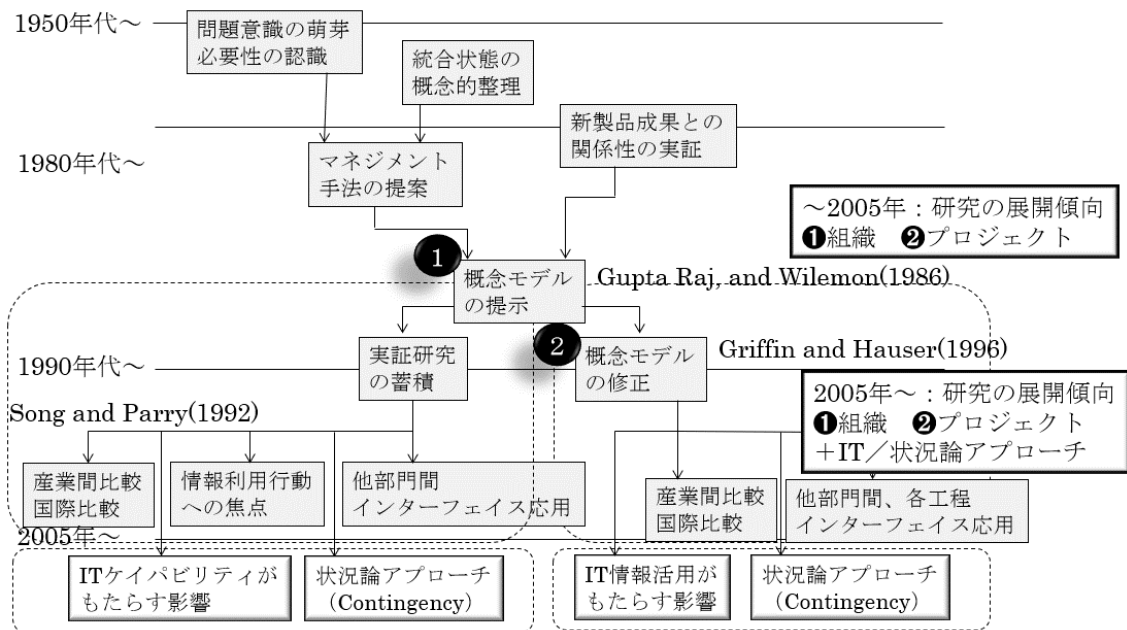 1950年代～
問題意識の萌芽
必要性の認識
統合状態の
概念的整理
新製品成果との
関係性の実証
1980年代～
マネジメント
手法の提案
～2005年：研究の展開傾向
❶組織　❷プロジェクト
1
概念モデル
の提示
Gupta Raj, and Wilemon(1986)
2
実証研究
の蓄積
概念モデル
の修正
Griffin and Hauser(1996)
1990年代～
Song and Parry(1992)
2005年～：研究の展開傾向
❶組織　❷プロジェクト
＋IT／状況論アプローチ
産業間比較
国際比較
情報利用行動
への焦点
他部門間
インターフェイス応用
産業間比較
国際比較
他部門間、各工程
インターフェイス応用
2005年～
ITケイパビリティが
もたらす影響
状況論アプローチ
（Contingency）
IT情報活用が
もたらす影響
状況論アプローチ
（Contingency）